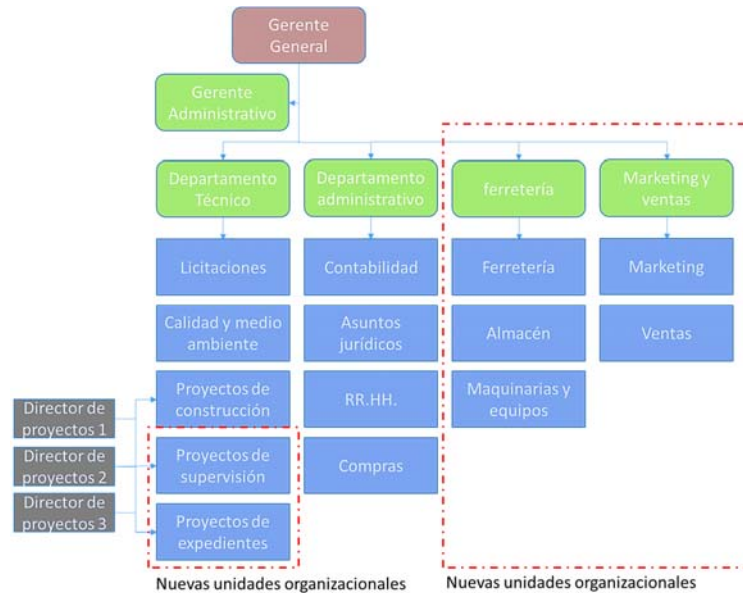 Gerente
General
Gerente
Administrativo
Departamento
Técnico
Departamento
administrativo
ferretería
Marketing y
ventas
Licitaciones
Contabilidad
Ferretería
Marketing
Calidad y medio
ambiente
Asuntos
jurídicos
Almacén
Ventas
Director de
proyectos 1
Proyectos de
construcción
RR.HH.
Maquinarias y
equipos
Director de
proyectos 2
Proyectos de
supervisión
Compras
Director de
proyectos 3
Proyectos de
expedientes
Nuevas unidades organizacionales
Nuevas unidades organizacionales